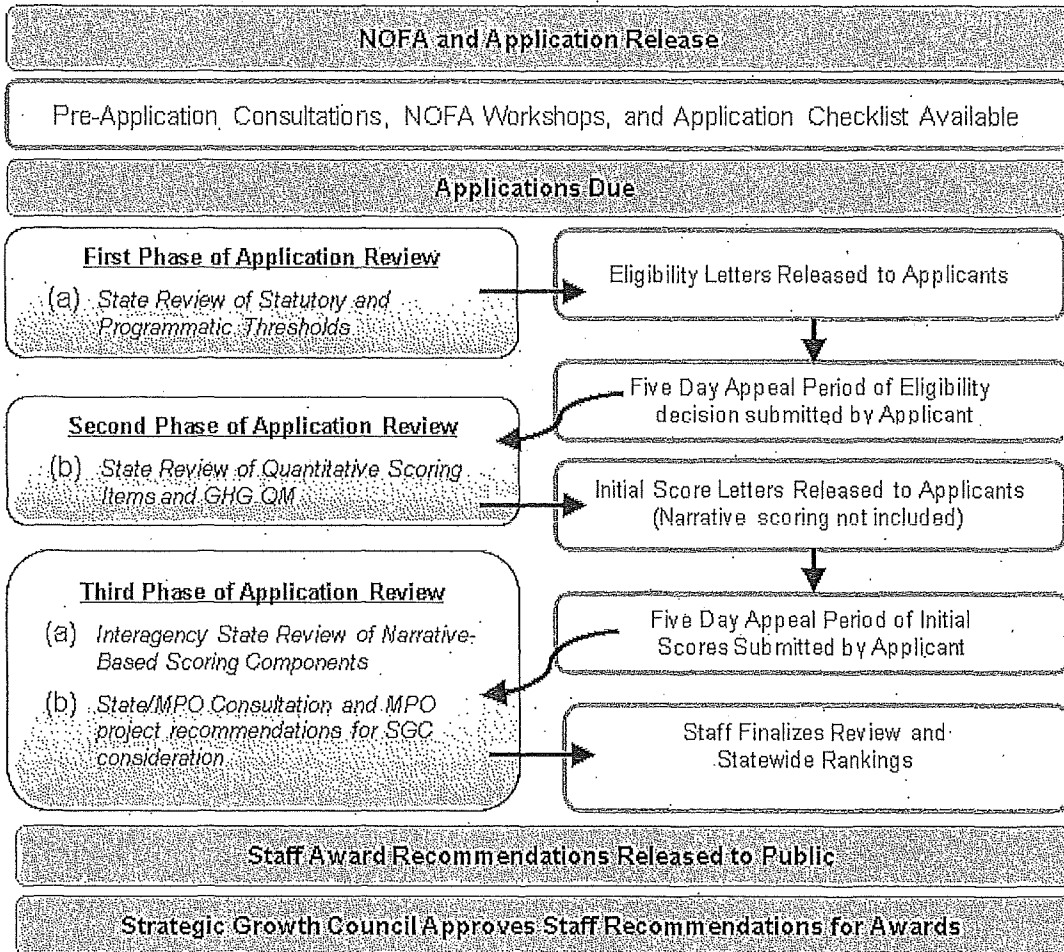 NOFA and Application Release
Pre-Application Consultations, NOFA Workshops, and Application Checklist Available
Applications Due
First Phase of Application Review
(a) State Review of Statutory and
Programmatic Thresholds
Eligibility Letters Released to Applicants
Five Day Appeal Period of Eligibility
decision submitted by Applicant
Second Phase of Application Review
(b) State Review of Quantitative Scoring
Items and GHG QM
Initial Score Letters Released to Applicants
(Narrative scoring not included)
Third Phase of Application Review
(a) Interagency State Review of Narrative-
Based Scoring Components
(b) State/MPO Consultation and MPO
project recommendations for SGC
consideration
Five Day Appeal Period of Initial
Scores Submitted by Applicant
Staff Finalizes Review and
Statewide Rankings
Staff Award Recommendations Released to Public
Strategic Growth Council Approves Staff Recommendations for Awards